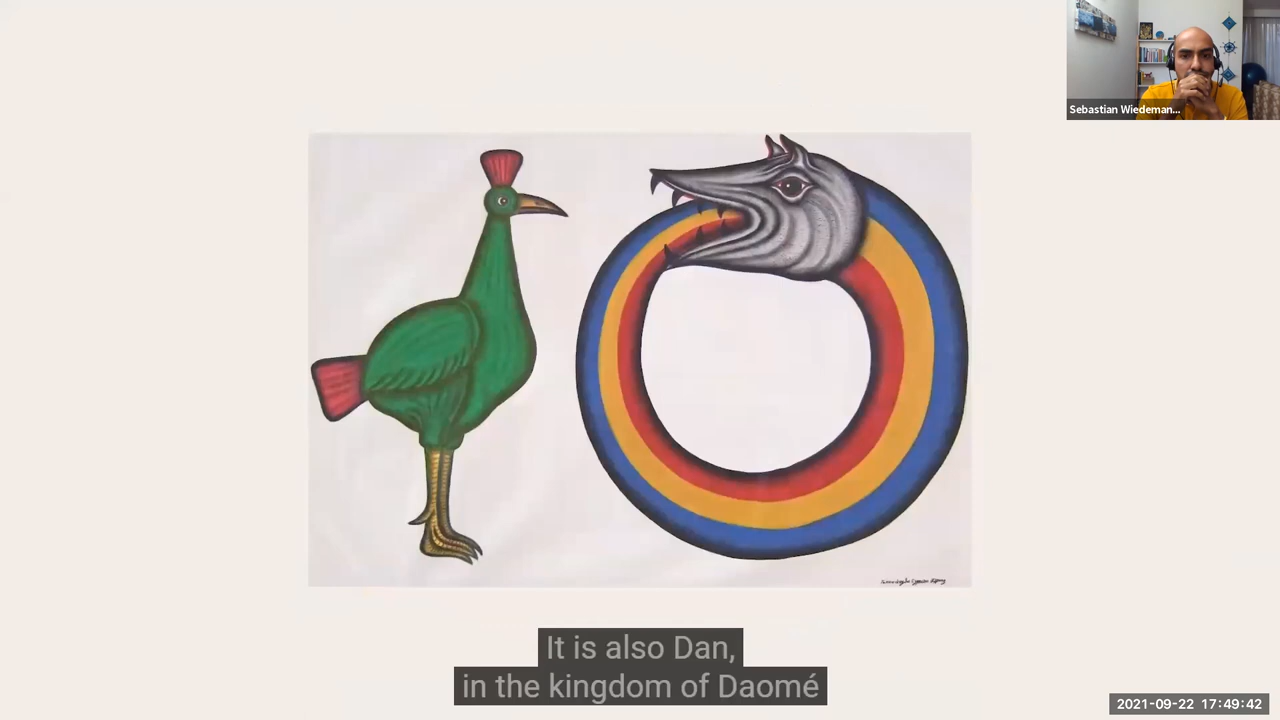 Sebastian Wiedeman...
It is also Dan,
in the kingdom of Daomé
2021-09-22 17:49:42